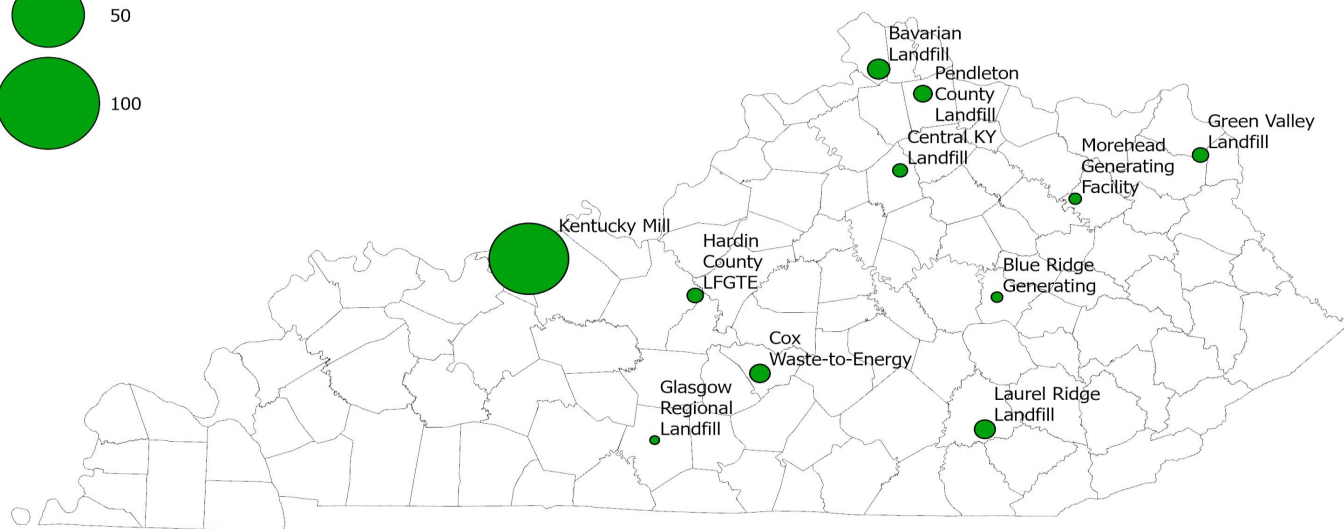 50
100
Bavarian
Landfill
Pendleton
County
Landfill
Central KY
Landfill
Green Valley
Landfill
Morehead
Generating
Facility
Kentucky Mill
Hardin
County
LFGTE
Blue Ridge
Generating
Cox
Waste-to-Energy
Glasgow
Regional
Landfill
Laurel Ridge
Landfill